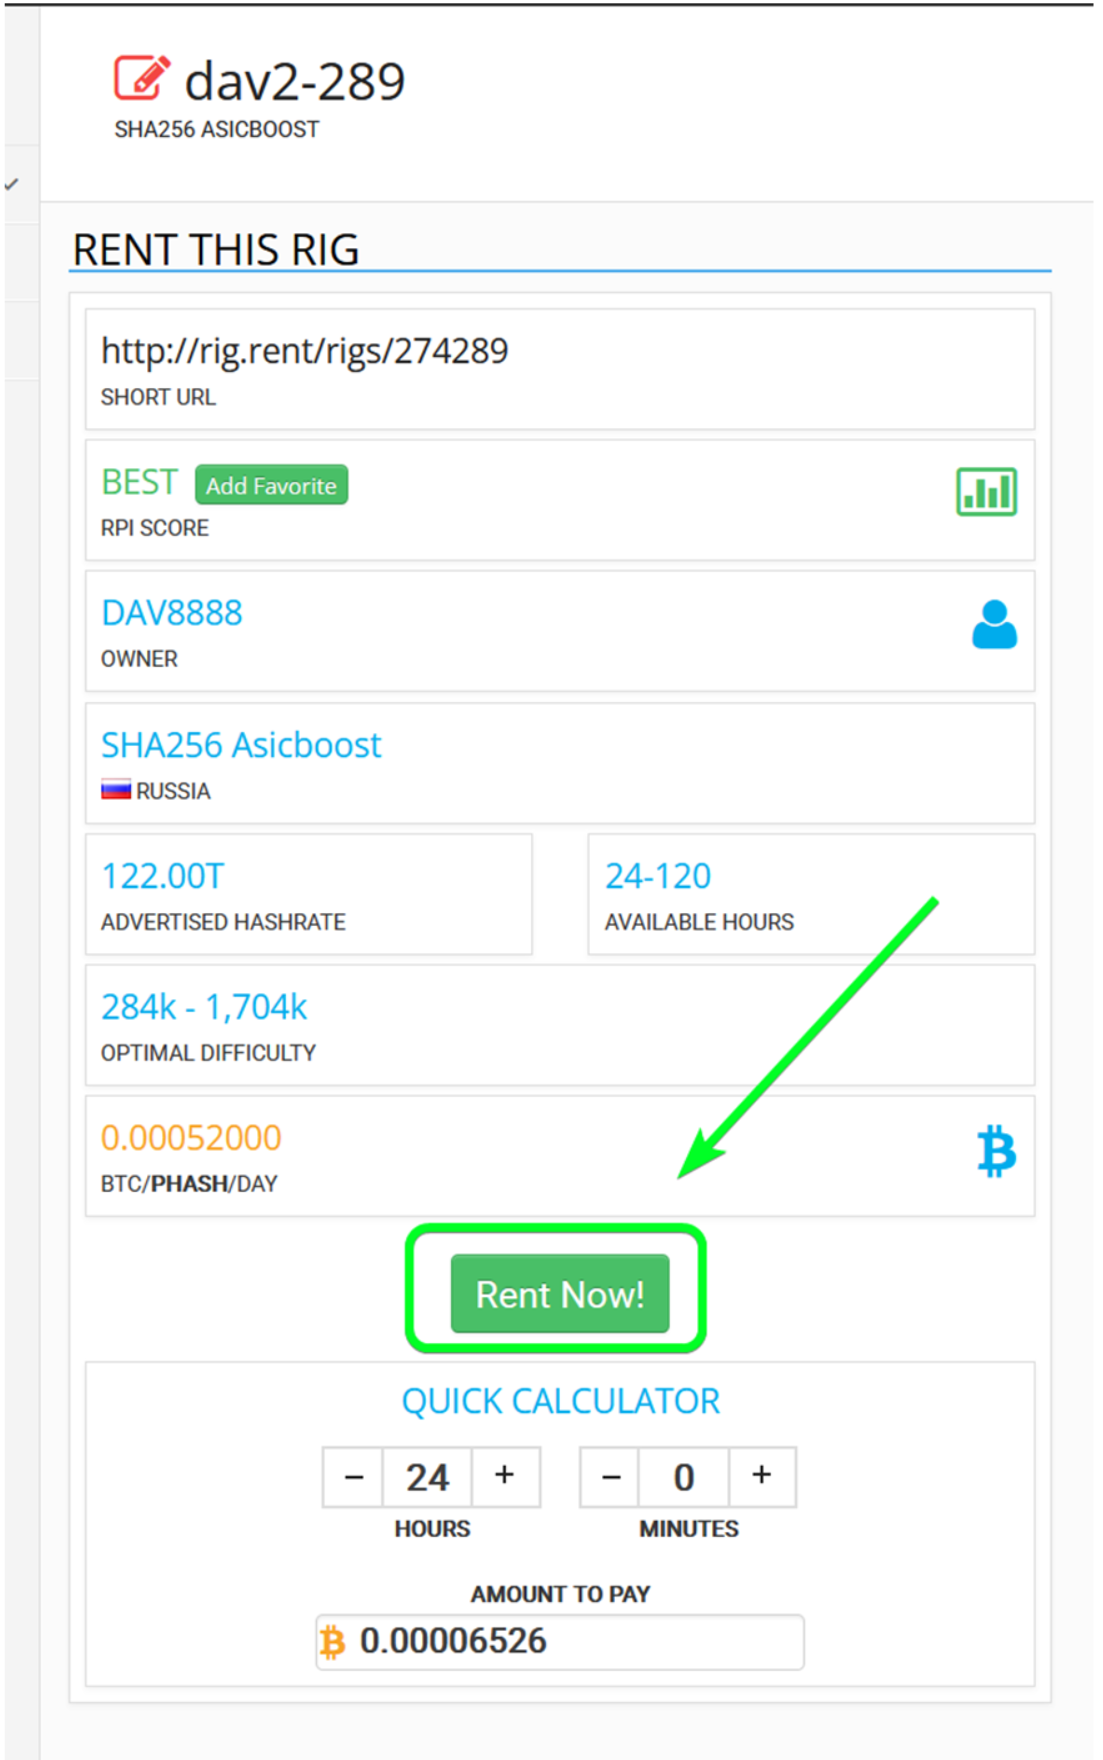 dav2-289
SHA256 ASICBOOST
RENT THIS RIG
http://rig.rent/rigs/274289
SHORT URL
BEST Add Favorite
RPI SCORE
DAV8888
OWNER
SHA256 Asicboost
RUSSIA
122.00T
ADVERTISED HASHRATE
24-120
AVAILABLE HOURS
284k - 1,704k
OPTIMAL DIFFICULTY
0.00052000
BTC/PHASH/DAY
Rent Now!
QUICK CALCULATOR
− 24 + − 0 +
HOURS MINUTES
AMOUNT TO PAY
₿ 0.00006526